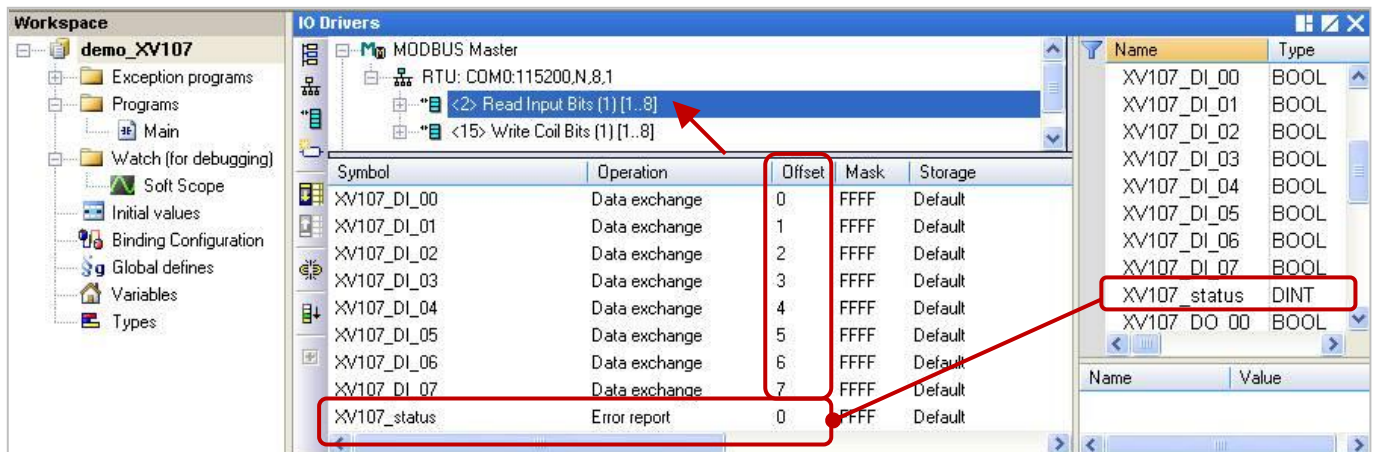 Workspace
demo_XV107
Exception programs
Programs
Main
Watch (for debugging)
Soft Scope
Initial values
Binding Configuration
Global defines
Variables
Types
IO Drivers
MODBUS Master
RTU: COM0:115200,N,8,1
<2> Read Input Bits (1) [1..8]
<15> Write Coil Bits (1) [1..8]
Symbol Operation Offset Mask Storage
XV107_DI_00 Data exchange 0 FFFF Default
XV107_DI_01 Data exchange 1 FFFF Default
XV107_DI_02 Data exchange 2 FFFF Default
XV107_DI_03 Data exchange 3 FFFF Default
XV107_DI_04 Data exchange 4 FFFF Default
XV107_DI_05 Data exchange 5 FFFF Default
XV107_DI_06 Data exchange 6 FFFF Default
XV107_DI_07 Data exchange 7 FFFF Default
XV107_status Error report 0 FFFF Default
Name Type
XV107_DI_00 BOOL
XV107_DI_01 BOOL
XV107_DI_02 BOOL
XV107_DI_03 BOOL
XV107_DI_04 BOOL
XV107_DI_05 BOOL
XV107_DI_06 BOOL
XV107_DI_07 BOOL
XV107_status DINT
XV107_DO_00 BOOL
Name Value